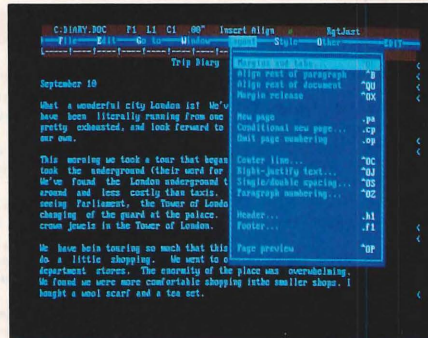 C:DIARY.DOC P1 L1 C1 .00" Insert Align RgtJust
File Edit Go to Window Layout Style Other EDIT
Trip Diary
September 10
What a wonderful city London is! We'v
have been literally running from one
pretty exhausted, and look forward to
our own.
This morning we took a tour that began
took the underground (their word for
We've found the London underground t
around and less costly than taxis.
seeing Parliament, the Tower of Londo
changing of the guard at the palace.
crown jewels in the Tower of London.
We have bein touring so much that this
do a little shopping. We went to o
department stores. The enormity of the place was overwhelming.
We found we were more comfortable shopping inthe smaller shops. I
bought a wool scarf and a tea set.
Margins and tabs...
Align rest of paragraph ^B
Align rest of document ^QU
Margin release ^OX
New page .pa
Conditional new page... .cp
Omit page numbering .op
Center line... ^OC
Right-justify text... ^OJ
Single/double spacing... ^OS
Paragraph numbering... ^OZ
Header... .h1
Footer... .f1
Page preview ^OP